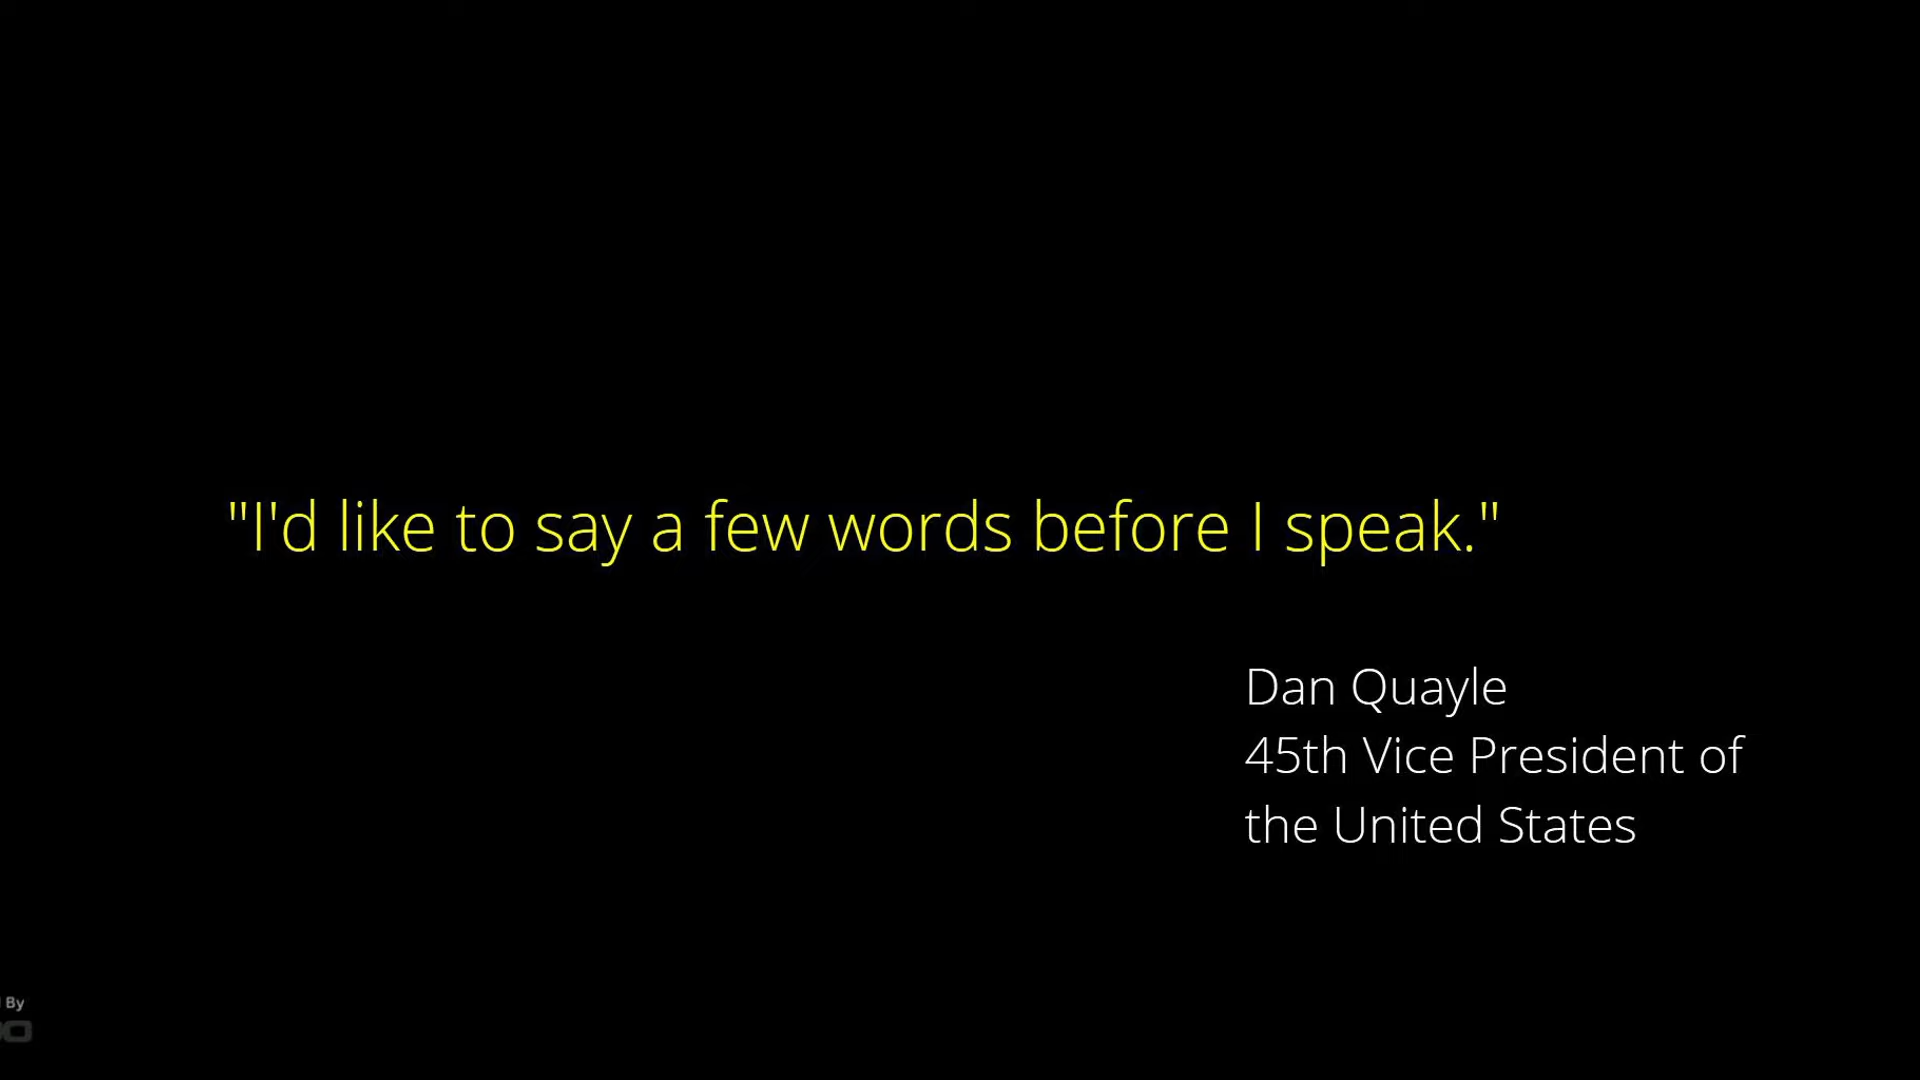 "I'd like to say a few words before I speak."
Dan Quayle
45th Vice President of
the United States
By